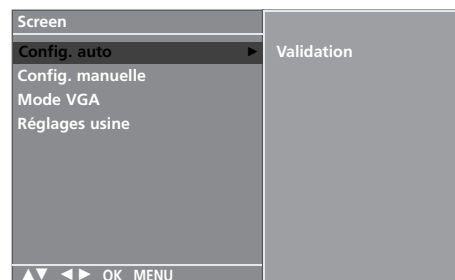 Screen
Config. auto ►
Validation
Config. manuelle
Mode VGA
Réglages usine
▲▼ ◄► OK MENU